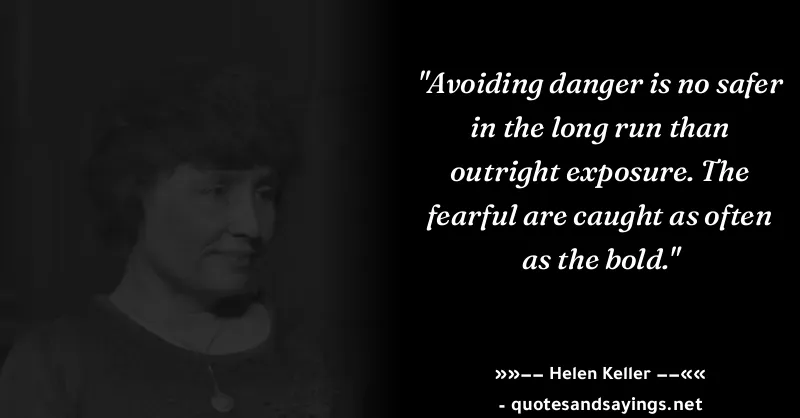 "Avoiding danger is no safer
in the long run than
outright exposure. The
fearful are caught as often
as the bold."
»»−− Helen Keller −−««
- quotesandsayings.net